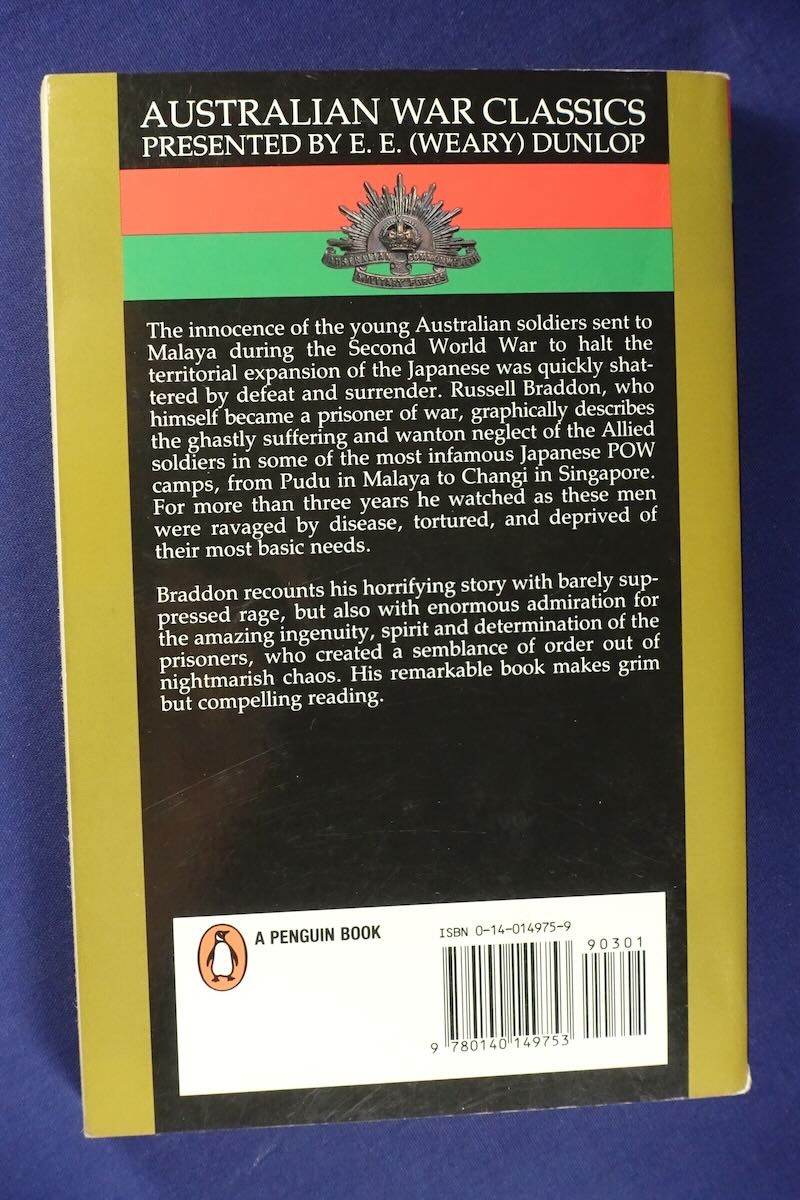 AUSTRALIAN WAR CLASSICS
PRESENTED BY E. E. (WEARY) DUNLOP
AUSTRALIAN COMMONWEALTH
MILITARY FORCES
The innocence of the young Australian soldiers sent to
Malaya during the Second World War to halt the
territorial expansion of the Japanese was quickly shat-
tered by defeat and surrender. Russell Braddon, who
himself became a prisoner of war, graphically describes
the ghastly suffering and wanton neglect of the Allied
soldiers in some of the most infamous Japanese POW
camps, from Pudu in Malaya to Changi in Singapore.
For more than three years he watched as these men
were ravaged by disease, tortured, and deprived of
their most basic needs.
Braddon recounts his horrifying story with barely sup-
pressed rage, but also with enormous admiration for
the amazing ingenuity, spirit and determination of the
prisoners, who created a semblance of order out of
nightmarish chaos. His remarkable book makes grim
but compelling reading.
A PENGUIN BOOK
ISBN 0-14-014975-9
90301
9 780140 149753